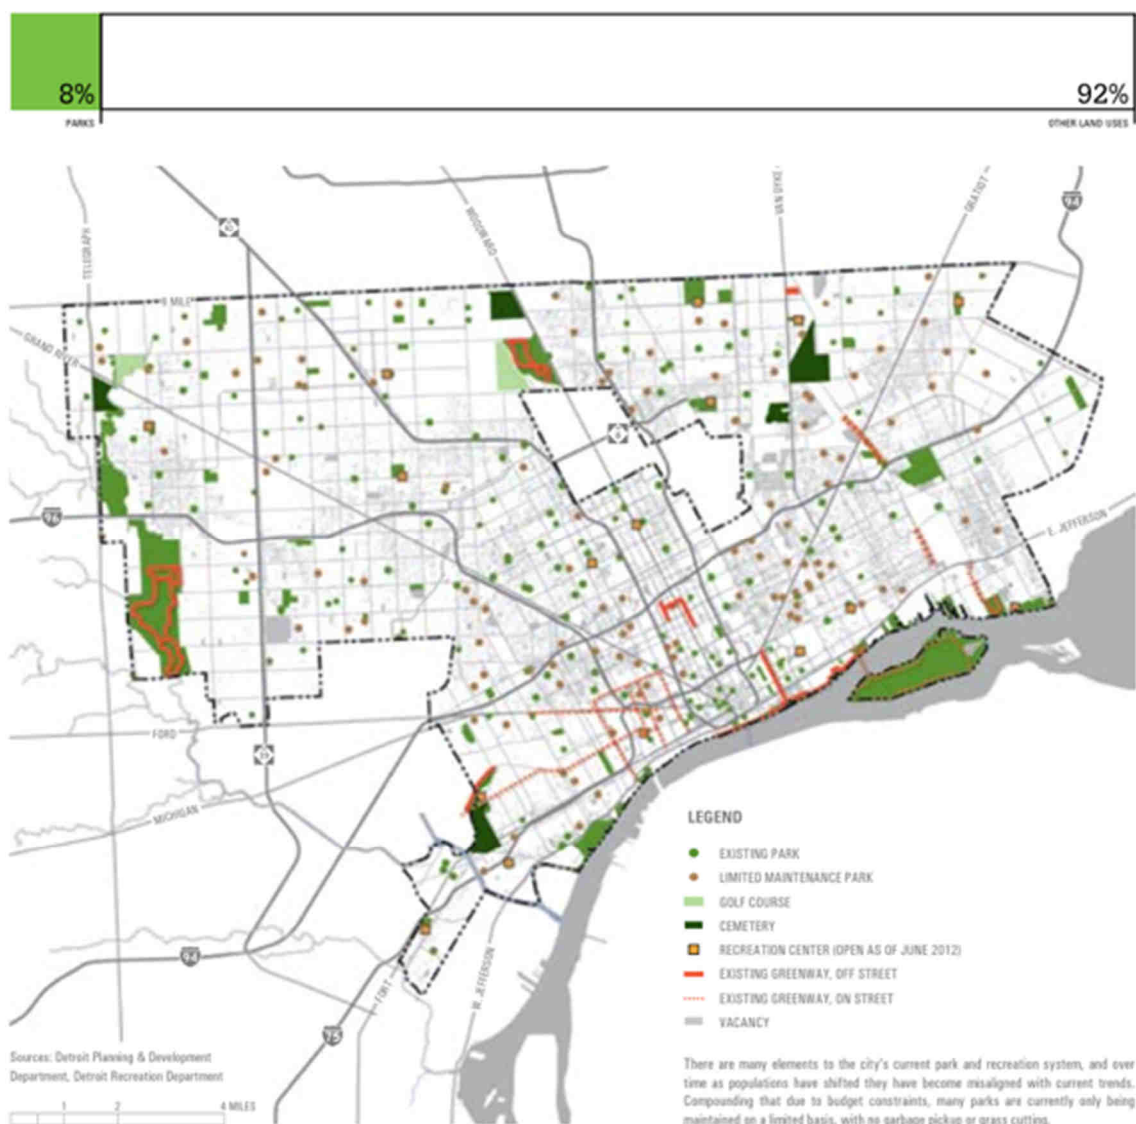 8%
92%
PARKS
OTHER LAND USES
TELEGRAPH
WOODWARD
VAN DYKE
GRATIOT
94
8 MILE
GRAND RIVER
8
96
E. JEFFERSON
FORD
39
MICHIGAN
LEGEND
EXISTING PARK
LIMITED MAINTENANCE PARK
GOLF COURSE
CEMETERY
RECREATION CENTER (OPEN AS OF JUNE 2012)
EXISTING GREENWAY, OFF STREET
EXISTING GREENWAY, ON STREET
VACANCY
94
FORT
W. JEFFERSON
75
Sources: Detroit Planning & Development
Department, Detroit Recreation Department
1 2 4 MILES
There are many elements to the city's current park and recreation system, and over
time as populations have shifted they have become misaligned with current trends.
Compounding that due to budget constraints, many parks are currently only being
maintained on a limited basis, with no garbage pickup or grass cutting.